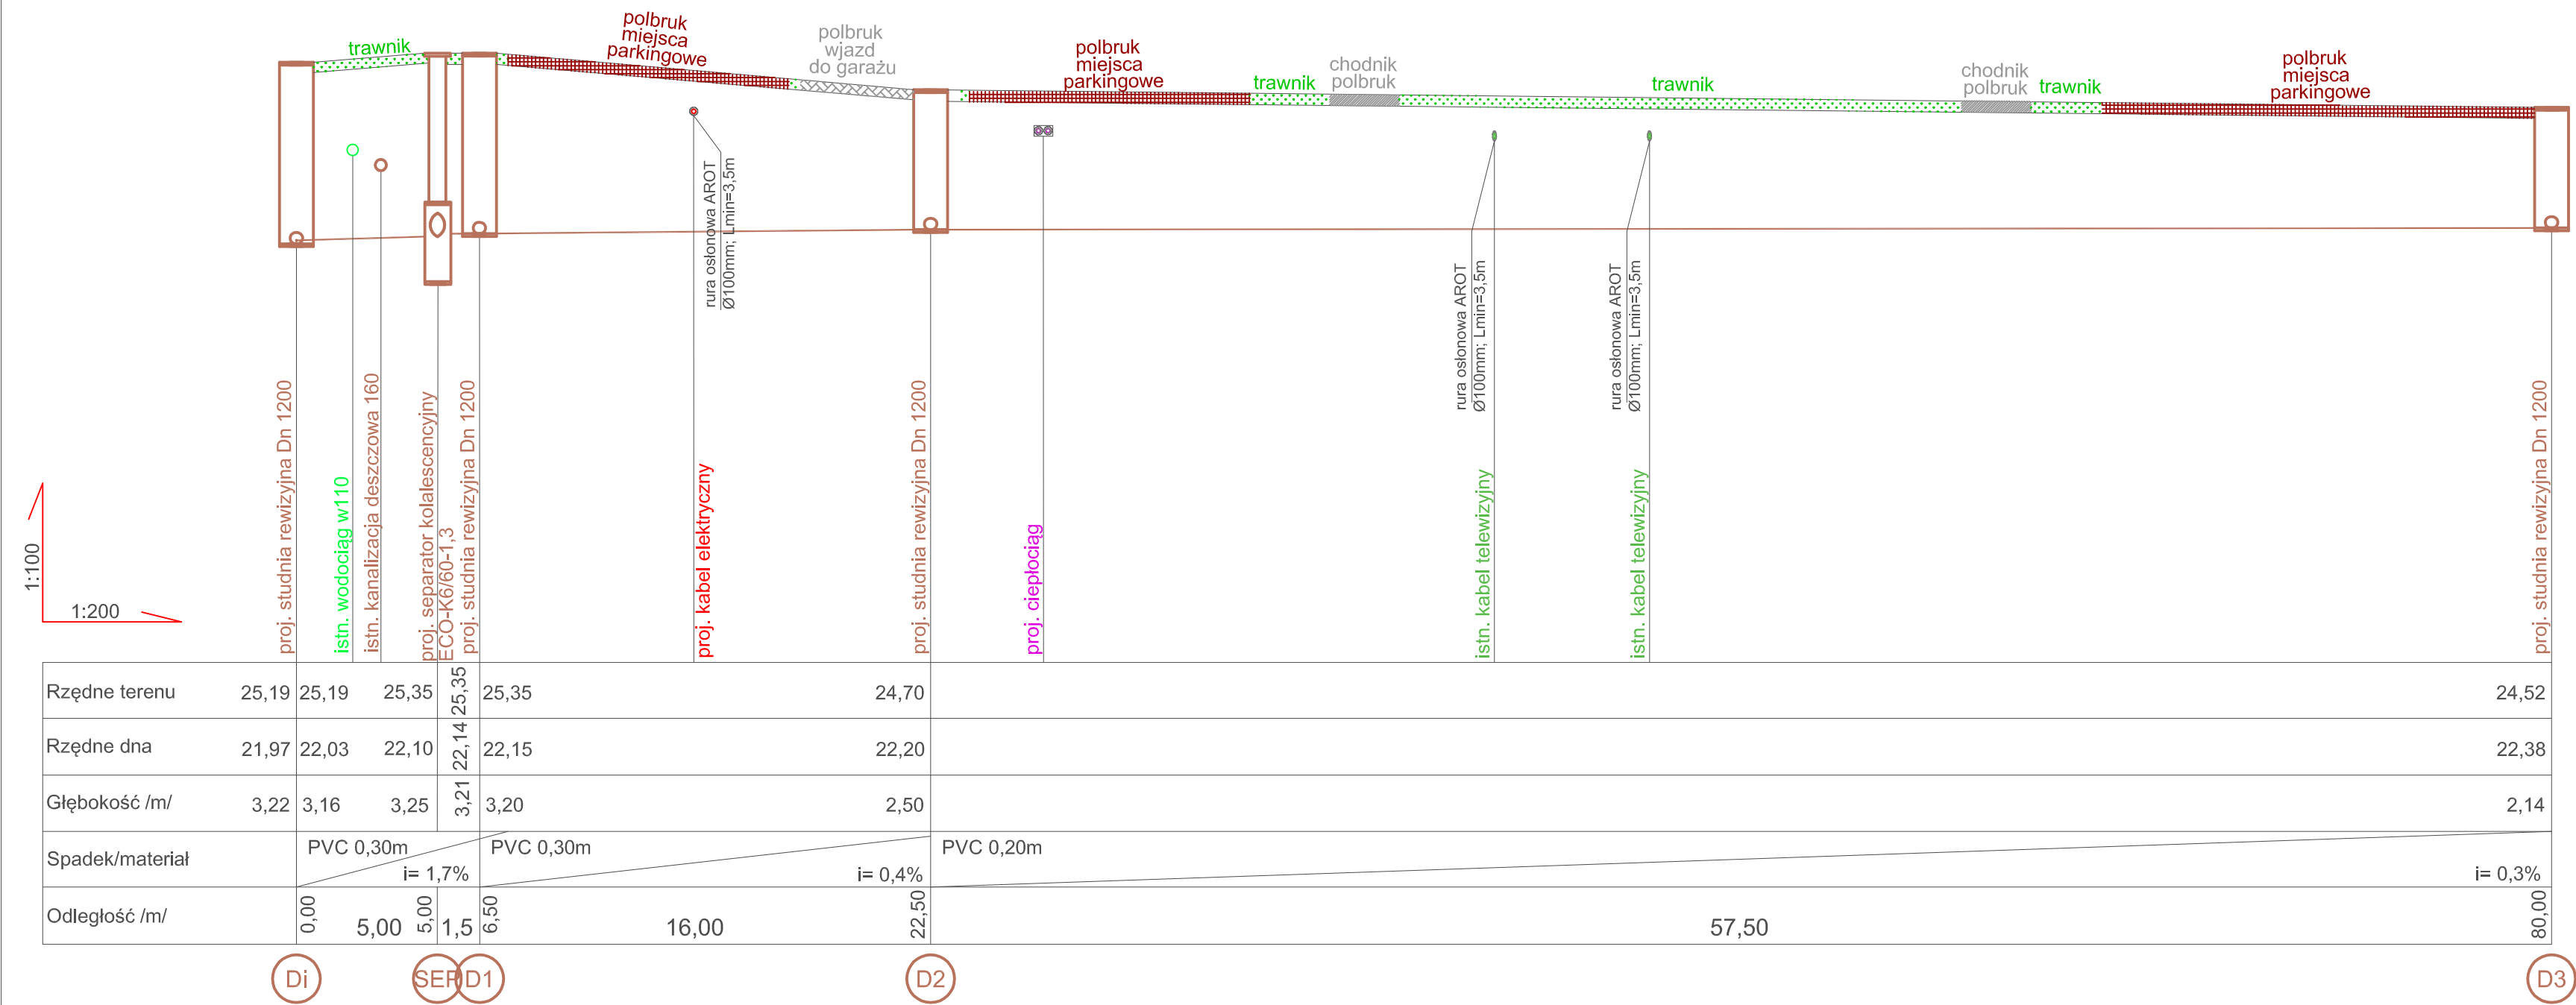 trawnik
polbruk
miejsca
parkingowe
polbruk
wjazd
do garażu
polbruk
miejsca
parkingowe
trawnik
chodnik
polbruk
trawnik
chodnik
polbruk
trawnik
polbruk
miejsca
parkingowe
rura osłonowa AROT
Ø100mm; Lmin=3,5m
rura osłonowa AROT
Ø100mm; Lmin=3,5m
rura osłonowa AROT
Ø100mm; Lmin=3,5m
1:100
1:200
proj. studnia rewizyjna Dn 1200
istn. wodociąg w110
istn. kanalizacja deszczowa 160
proj. separator kolalescencyjny
ECO-K6/60-1,3
proj. studnia rewizyjna Dn 1200
proj. kabel elektryczny
proj. studnia rewizyjna Dn 1200
proj. ciepłociąg
istn. kabel telewizyjny
istn. kabel telewizyjny
proj. studnia rewizyjna Dn 1200
Rzędne terenu 25,19 25,19 25,35 25,35 25,35 24,70 24,52
Rzędne dna 21,97 22,03 22,10 22,14 22,15 22,20 22,38
Głębokość /m/ 3,22 3,16 3,25 3,21 3,20 2,50 2,14
Spadek/materiał PVC 0,30m i= 1,7% PVC 0,30m i= 0,4% PVC 0,20m i= 0,3%
Odległość /m/ 0,00 5,00 5,00 1,5 6,50 16,00 22,50 57,50 80,00
Di SEP D1 D2 D3